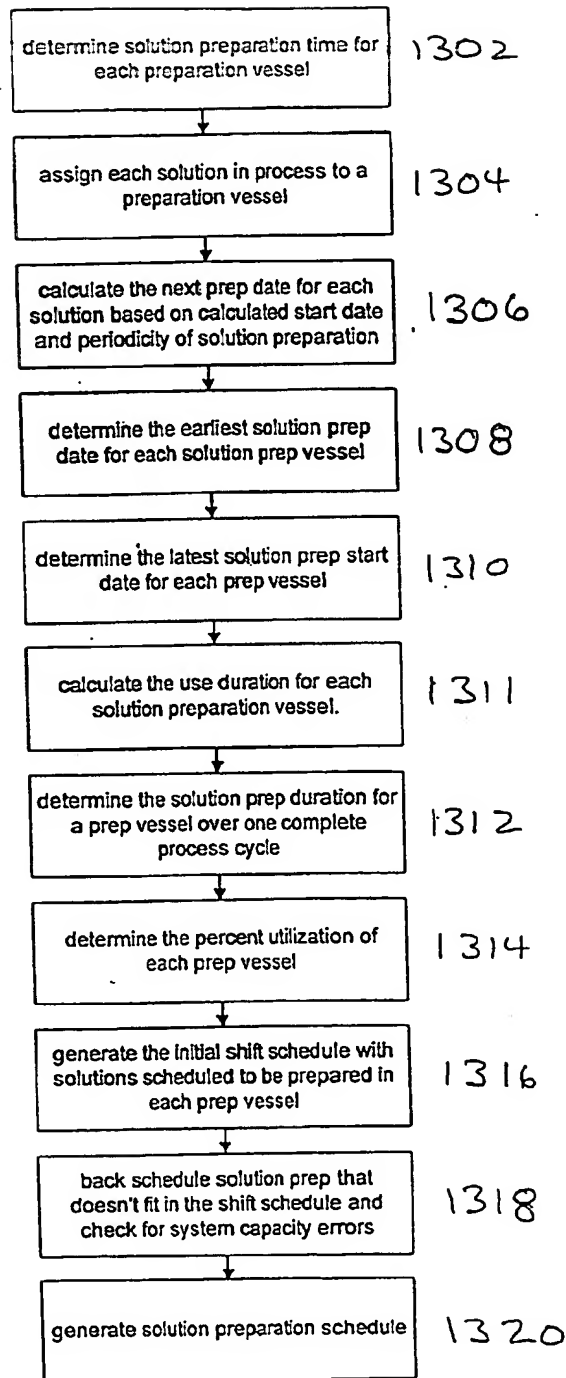 determine solution preparation time for
each preparation vessel
1302
assign each solution in process to a
preparation vessel
1304
calculate the next prep date for each
solution based on calculated start date
and periodicity of solution preparation
1306
determine the earliest solution prep
date for each solution prep vessel
1308
determine the latest solution prep start
date for each prep vessel
1310
calculate the use duration for each
solution preparation vessel.
1311
determine the solution prep duration for
a prep vessel over one complete
process cycle
1312
determine the percent utilization of
each prep vessel
1314
generate the initial shift schedule with
solutions scheduled to be prepared in
each prep vessel
1316
back schedule solution prep that
doesn't fit in the shift schedule and
check for system capacity errors
1318
generate solution preparation schedule
1320